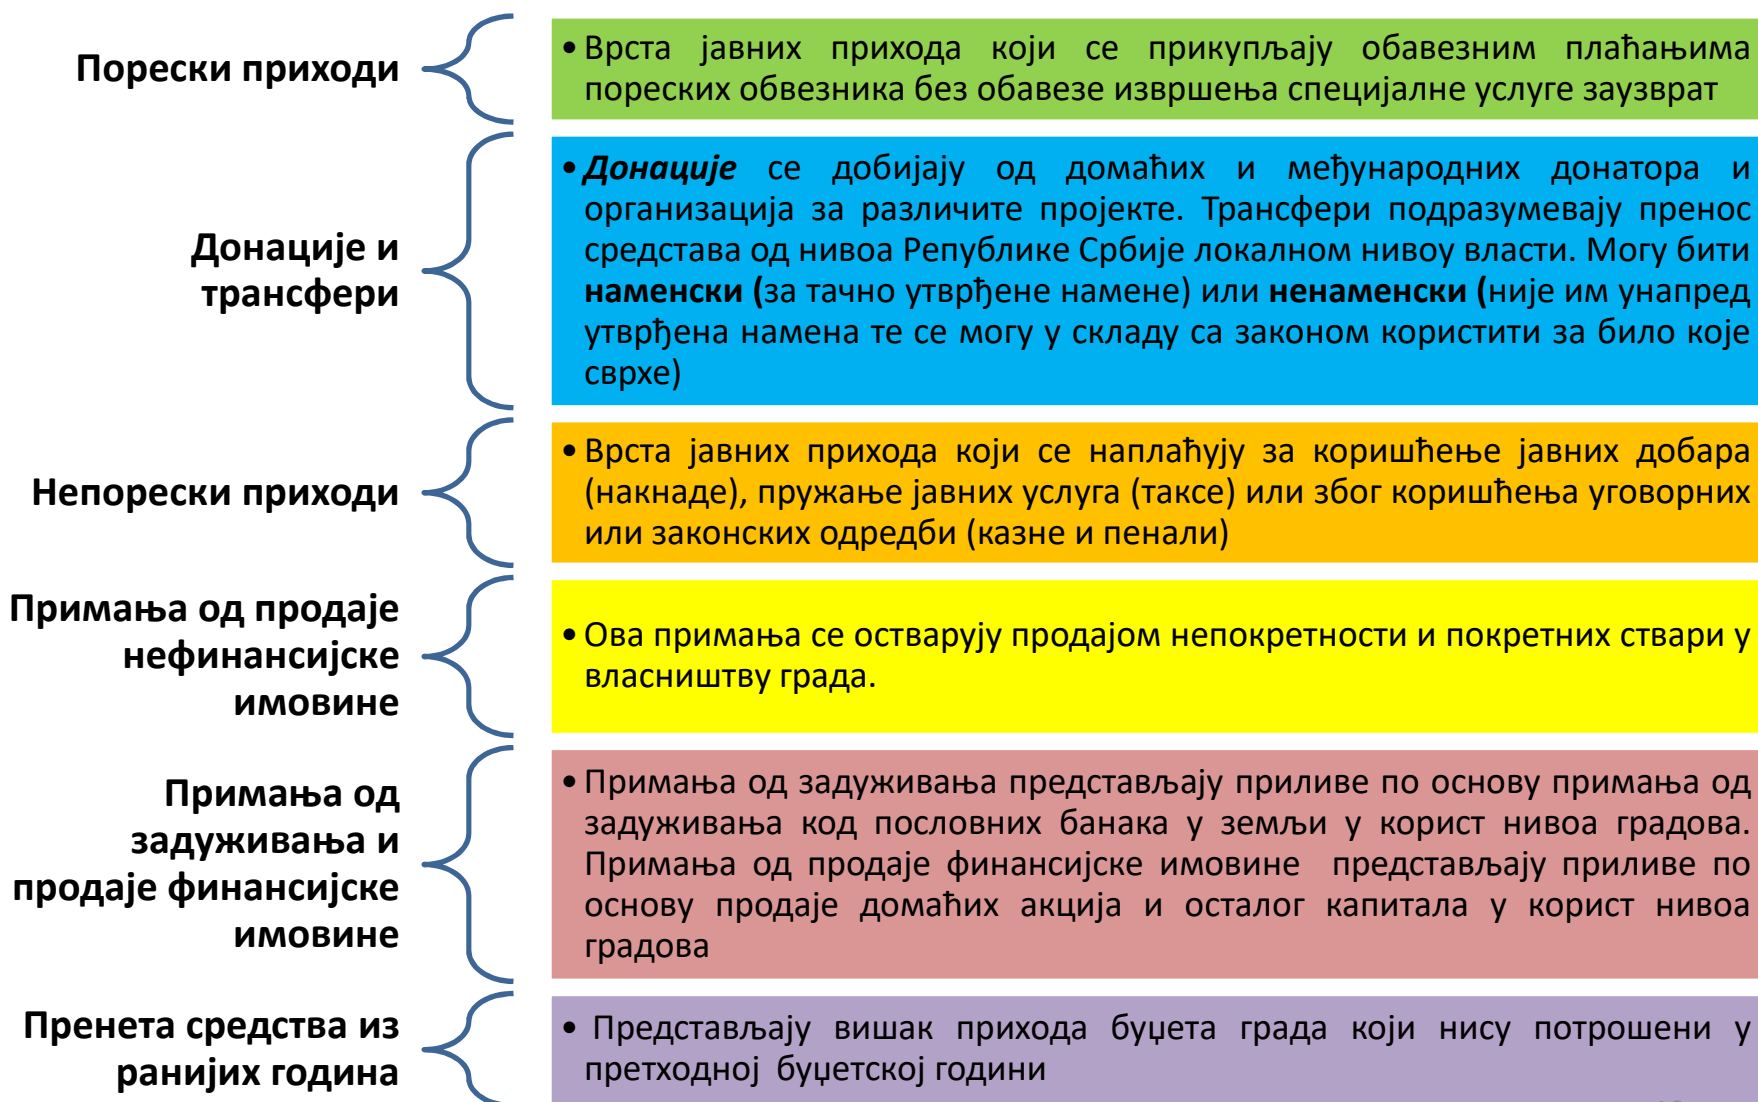 Порески приходи
• Врста јавних прихода који се прикупљају обавезним плаћањима
пореских обвезника без обавезе извршења специјалне услуге заузврат
Донације и
трансфери
• Донације се добијају од домаћих и међународних донатора и
организација за различите пројекте. Трансфери подразумевају пренос
средстава од нивоа Републике Србије локалном нивоу власти. Могу бити
наменски (за тачно утврђене намене) или ненаменски (није им унапред
утврђена намена те се могу у складу са законом користити за било које
сврхе)
Непорески приходи
• Врста јавних прихода који се наплаћују за коришћење јавних добара
(накнаде), пружање јавних услуга (таксе) или због коришћења уговорних
или законских одредби (казне и пенали)
Примања од продаје
нефинансијске
имовине
• Ова примања се остварују продајом непокретности и покретних ствари у
власништву града.
Примања од
задуживања и
продаје финансијске
имовине
• Примања од задуживања представљају приливе по основу примања од
задуживања код пословних банака у земљи у корист нивоа градова.
Примања од продаје финансијске имовине представљају приливе по
основу продаје домаћих акција и осталог капитала у корист нивоа
градова
Пренета средства из
ранијих година
• Представљају вишак прихода буџета града који нису потрошени у
претходној буџетској години